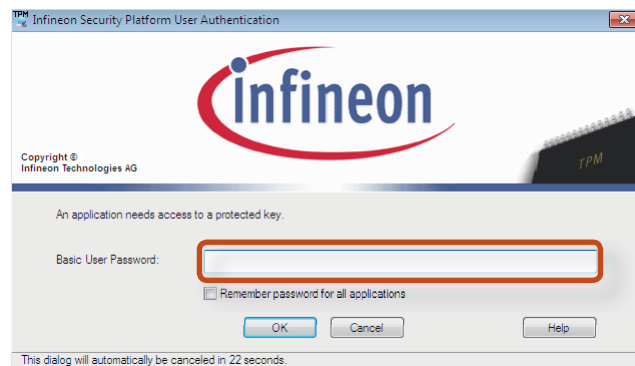 TPM
Infineon Security Platform User Authentication
infineon
Copyright ©
Infineon Technologies AG
TPM
An application needs access to a protected key.
Basic User Password:
Remember password for all applications
OK Cancel Help
This dialog will automatically be canceled in 22 seconds.